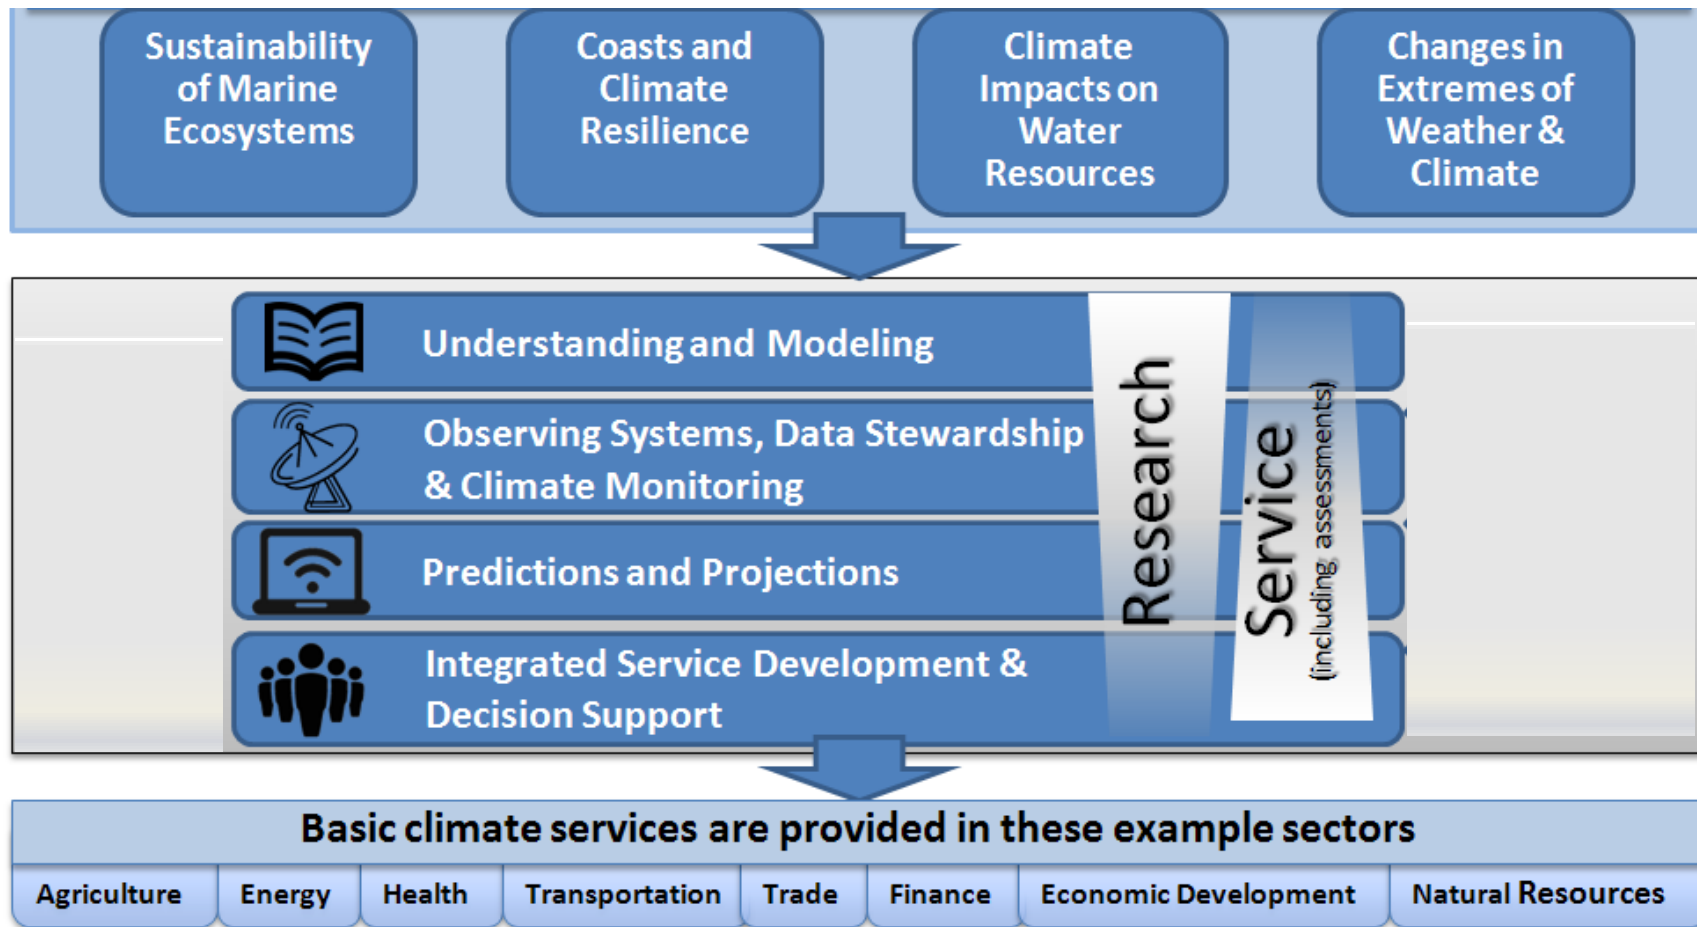 Sustainability
of Marine
Ecosystems
Coasts and
Climate
Resilience
Climate
Impacts on
Water
Resources
Changes in
Extremes of
Weather &
Climate
Understanding and Modeling
Observing Systems, Data Stewardship
& Climate Monitoring
Predictions and Projections
Integrated Service Development &
Decision Support
Research
Service
(including assessments)
Basic climate services are provided in these example sectors
Agriculture
Energy
Health
Transportation
Trade
Finance
Economic Development
Natural Resources